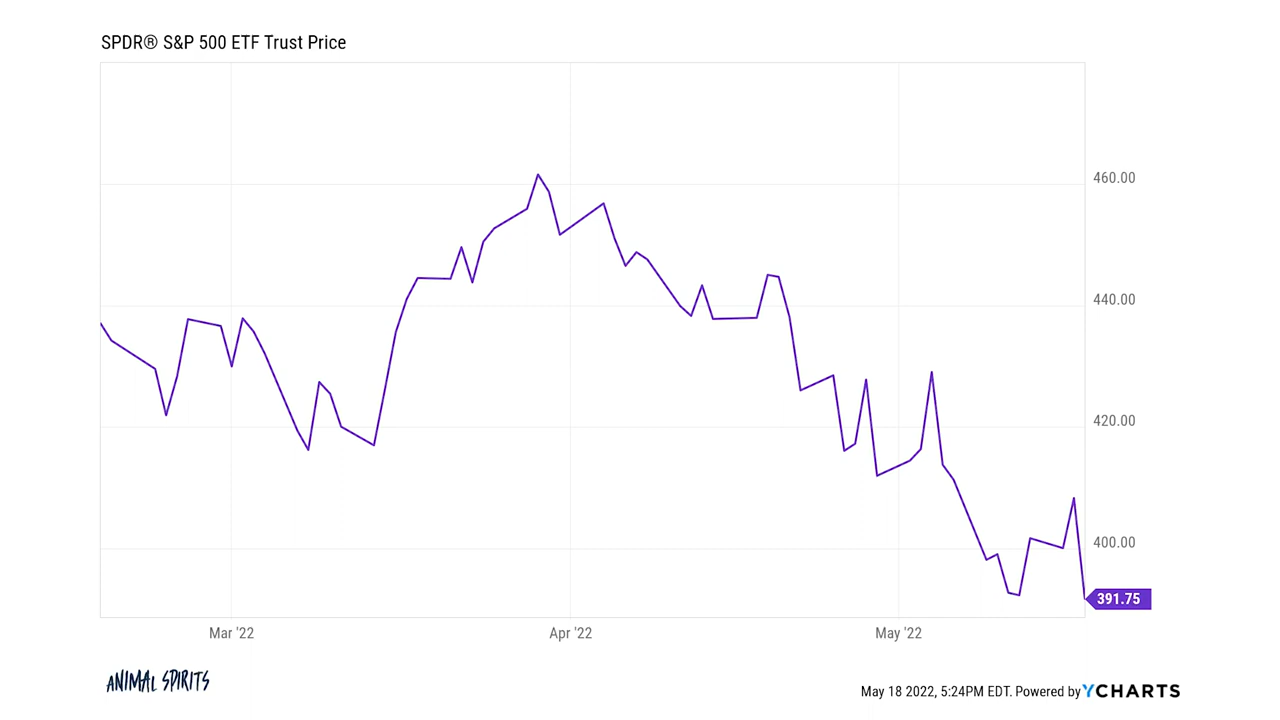 SPDR® S&P 500 ETF Trust Price
460.00
440.00
420.00
400.00
391.75
Mar '22
Apr '22
May '22
ANIMAL SPIRITS
May 18 2022, 5:24PM EDT. Powered by YCHARTS